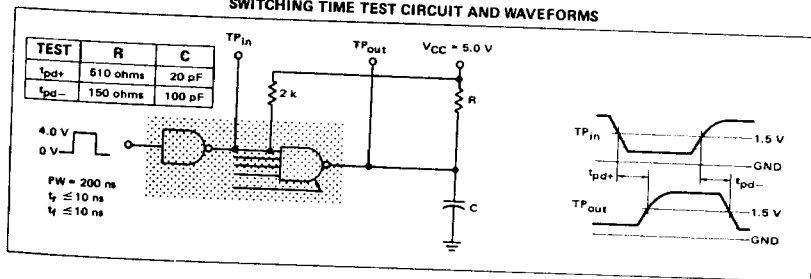 SWITCHING TIME TEST CIRCUIT AND WAVEFORMS
TEST R C
tpd+ 510 ohms 20 pF
tpd− 150 ohms 100 pF
TPin
TPout
VCC = 5.0 V
2 k
R
C
4.0 V
0 V
PW = 200 ns
tr ≤ 10 ns
tf ≤ 10 ns
TPin
1.5 V
GND
tpd+
tpd−
TPout
1.5 V
GND